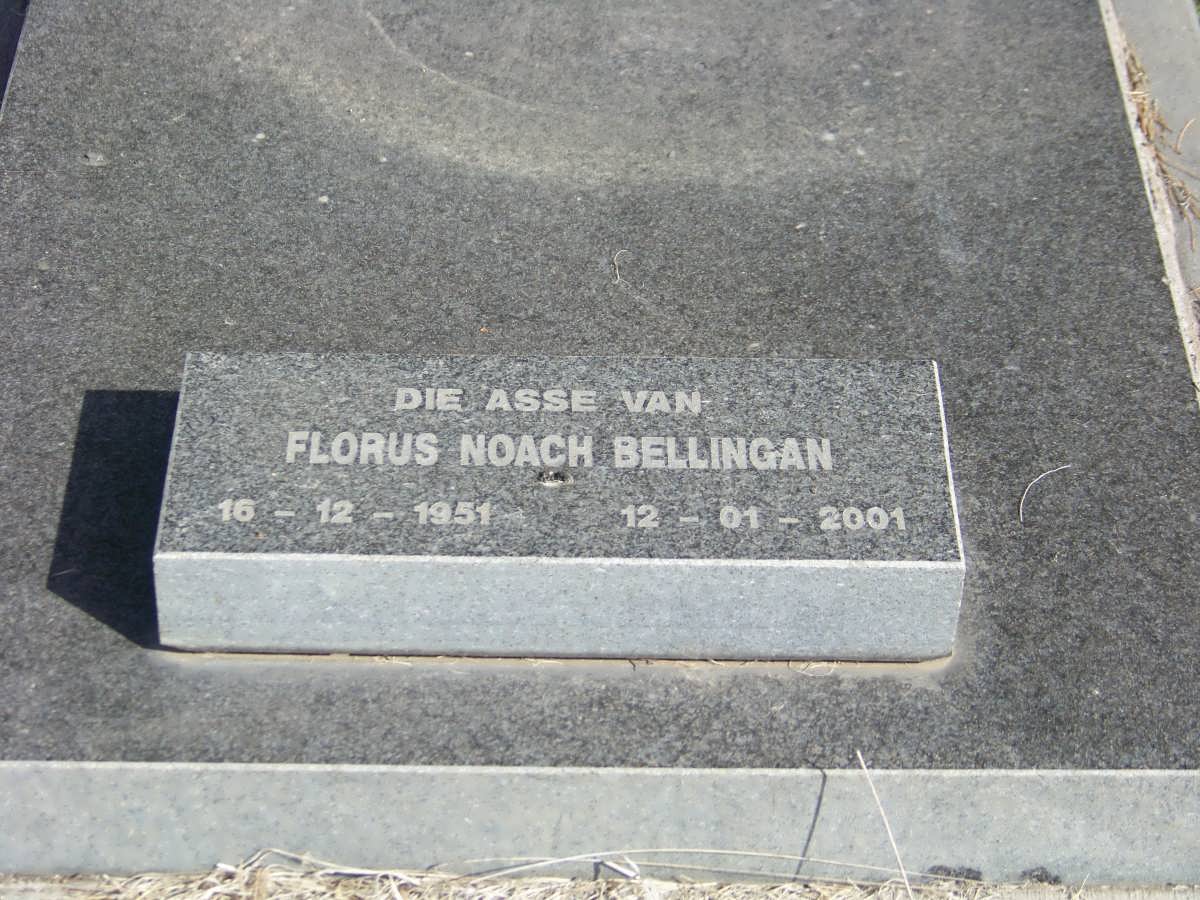 DIE ASSE VAN
FLORUS NOACH BELLINGAN
16 - 12 - 1951 12 - 01 - 2001